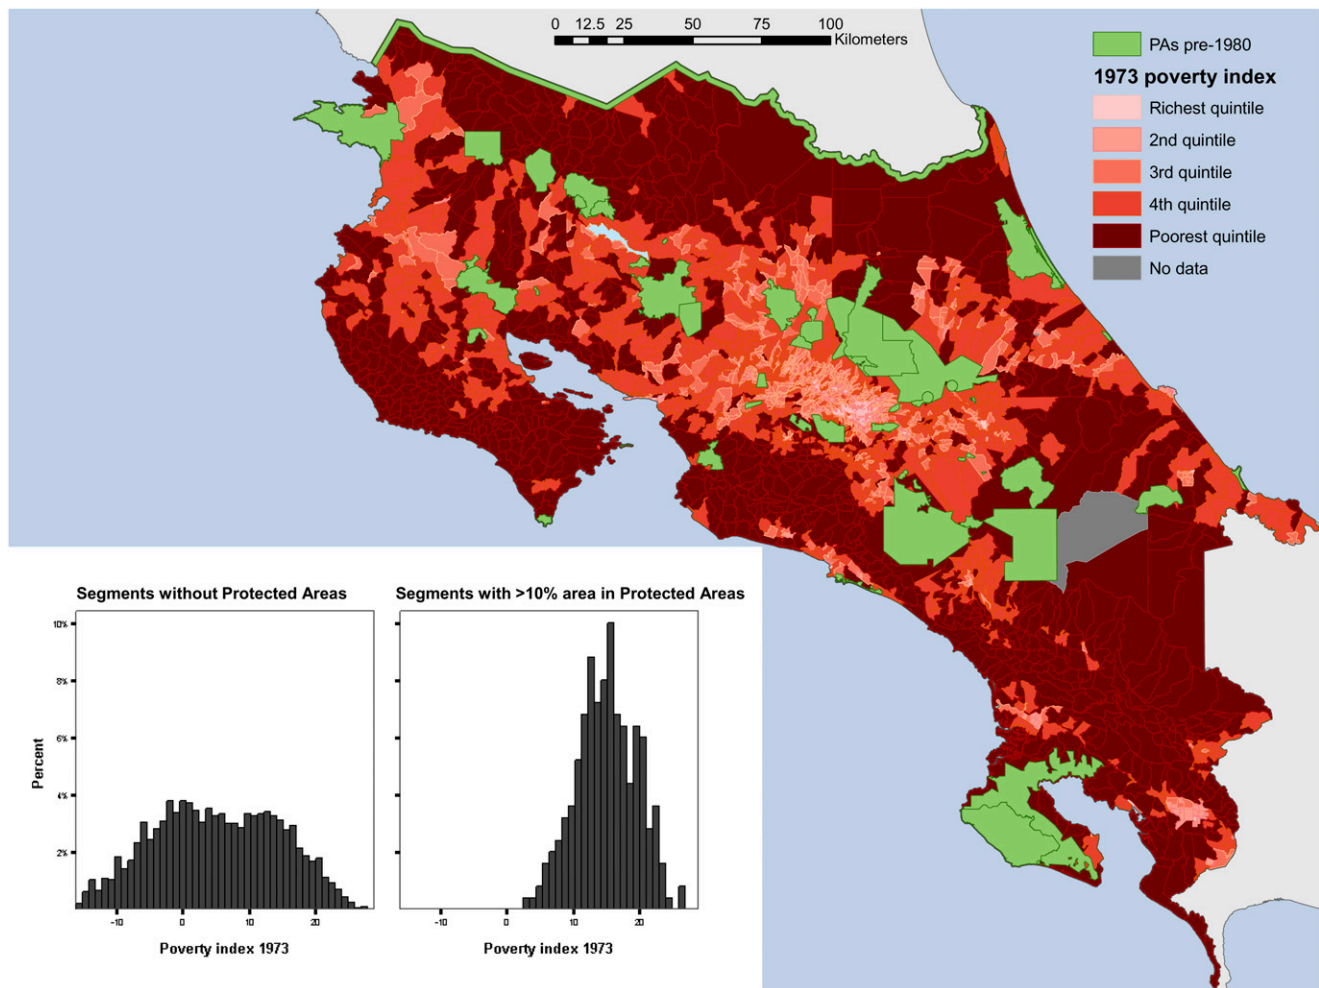 0 12.5 25 50 75 100
Kilometers
PAs pre-1980
1973 poverty index
Richest quintile
2nd quintile
3rd quintile
4th quintile
Poorest quintile
No data
Segments without Protected Areas
Segments with >10% area in Protected Areas
10%
8%
6%
4%
2%
Percent
-10 0 10 20
-10 0 10 20
Poverty index 1973
Poverty index 1973